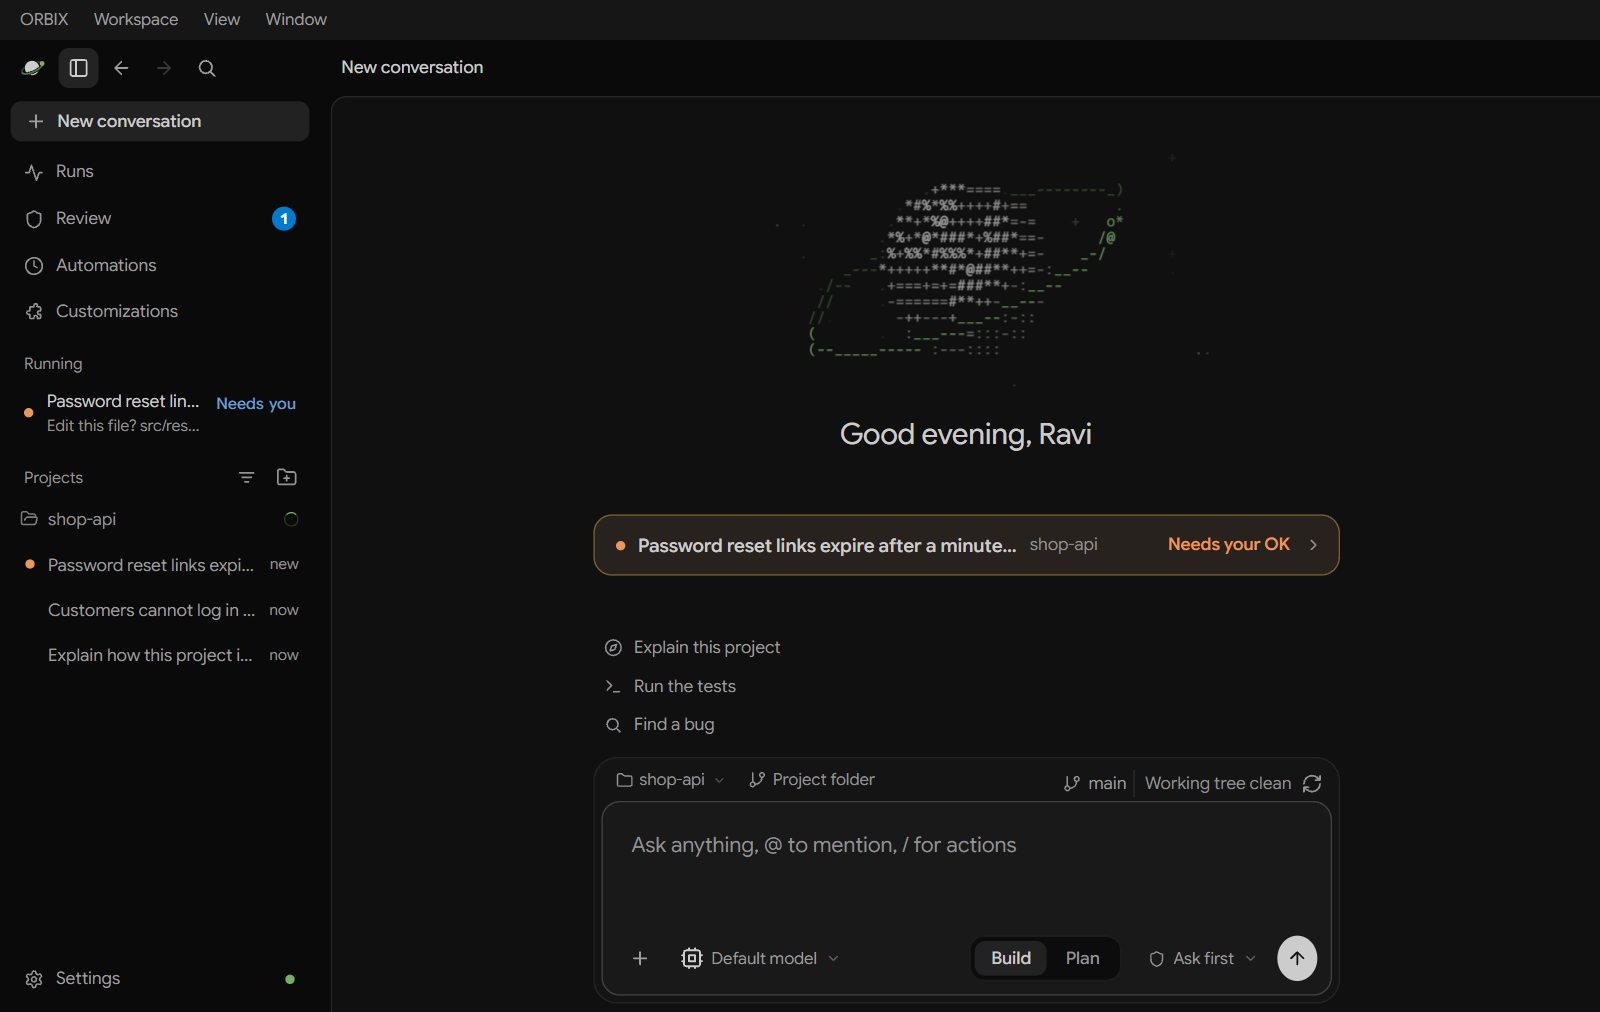 ORBIX Workspace View Window
New conversation
New conversation
Runs
Review 1
Automations
Customizations
Running
Password reset lin... Needs you
Edit this file? src/res...
Projects
shop-api
Password reset links expi... new
Customers cannot log in ... now
Explain how this project i... now
Settings
Good evening, Ravi
Password reset links expire after a minute... shop-api Needs your OK
Explain this project
Run the tests
Find a bug
shop-api Project folder main Working tree clean
Ask anything, @ to mention, / for actions
Default model Build Plan Ask first